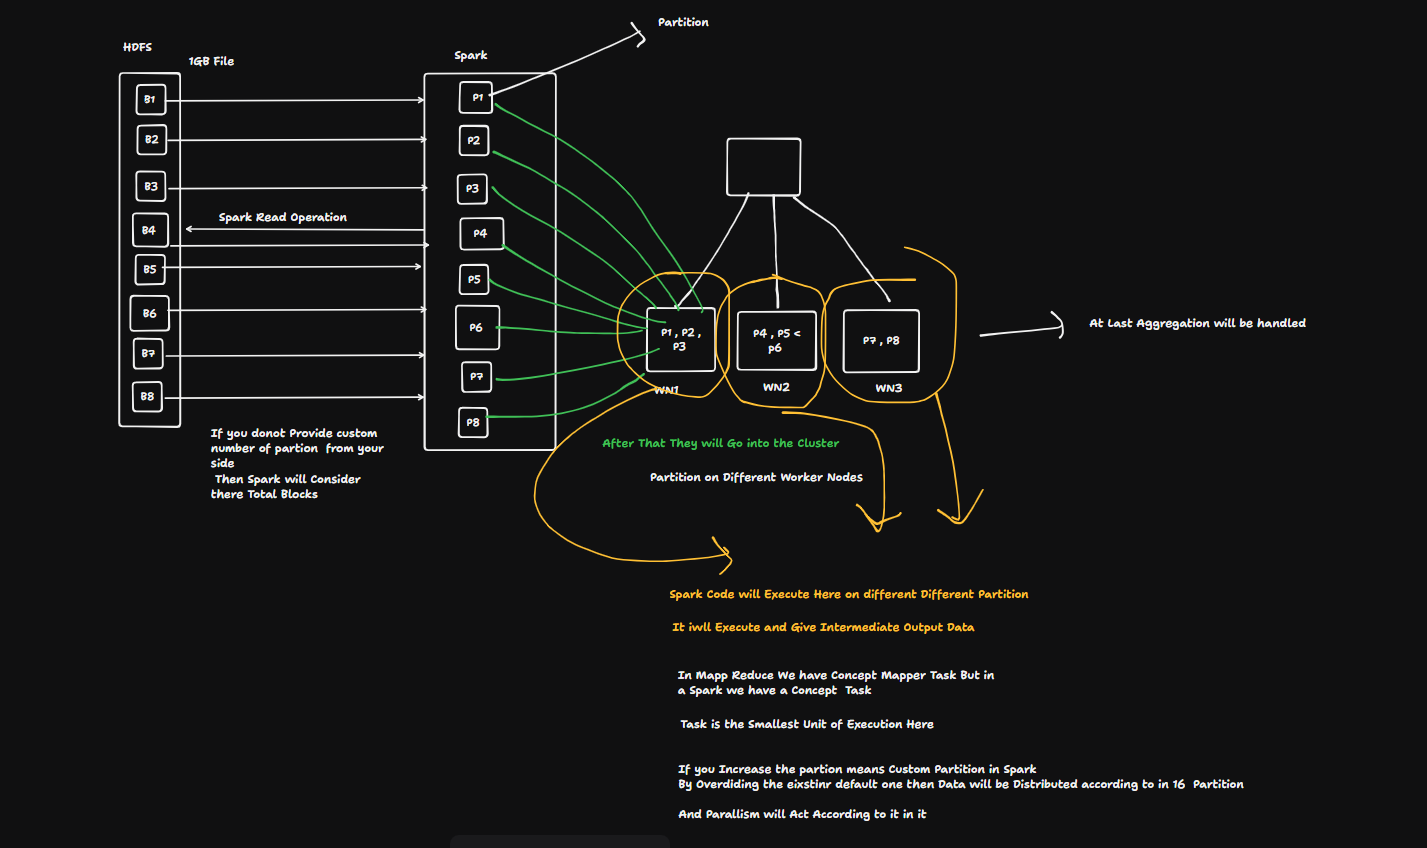 Partition
HDFS
1GB File
Spark
B1
B2
B3
B4
B5
B6
B7
B8
Spark Read Operation
P1
P2
P3
P4
P5
P6
P7
P8
If you donot Provide custom
number of partion from your
side
Then Spark will Consider
there Total Blocks
P1 , P2 ,
P3
WN1
P4 , P5 <
p6
WN2
P7 , P8
WN3
At Last Aggregation will be handled
After That They will Go into the Cluster
Partition on Different Worker Nodes
Spark Code will Execute Here on different Different Partition
It iwll Execute and Give Intermediate Output Data
In Mapp Reduce We have Concept Mapper Task But in
a Spark we have a Concept Task
Task is the Smallest Unit of Execution Here
If you Increase the partion means Custom Partition in Spark
By Overdiding the eixstinr default one then Data will be Distributed according to in 16 Partition
And Parallism will Act According to it in it